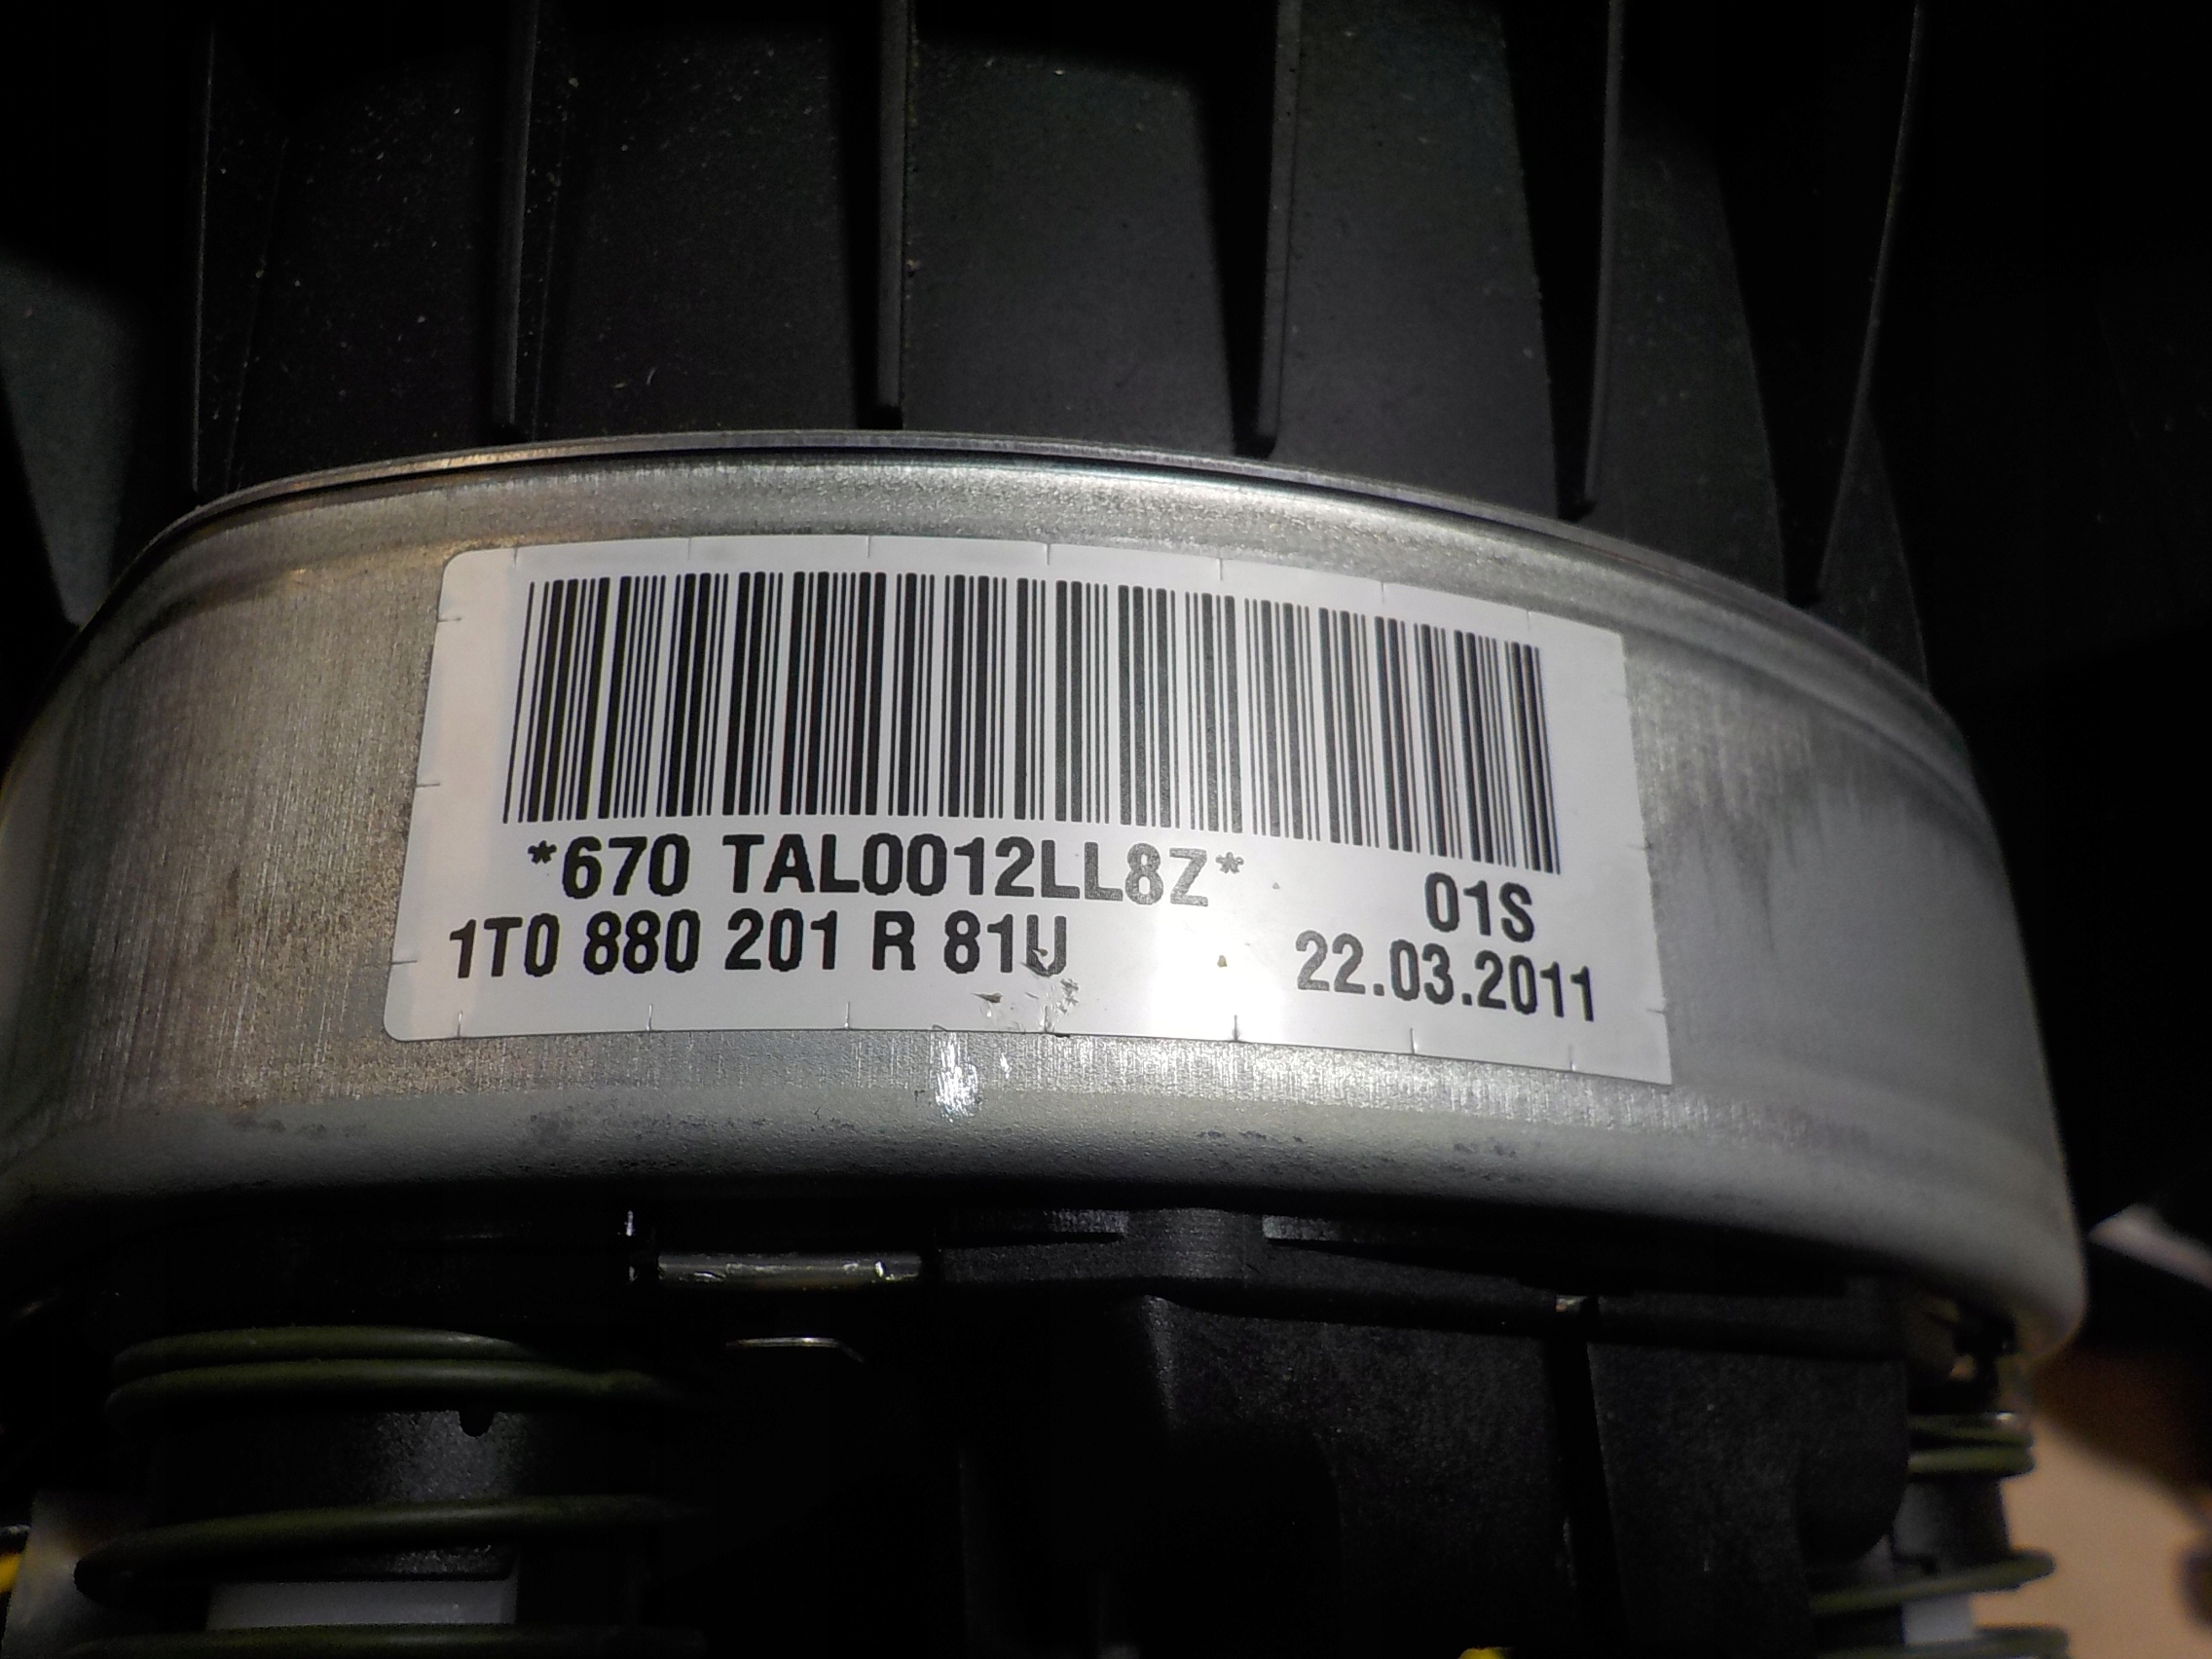 *670 TAL0012LL8Z* 01S
1T0 880 201 R 81U 22.03.2011